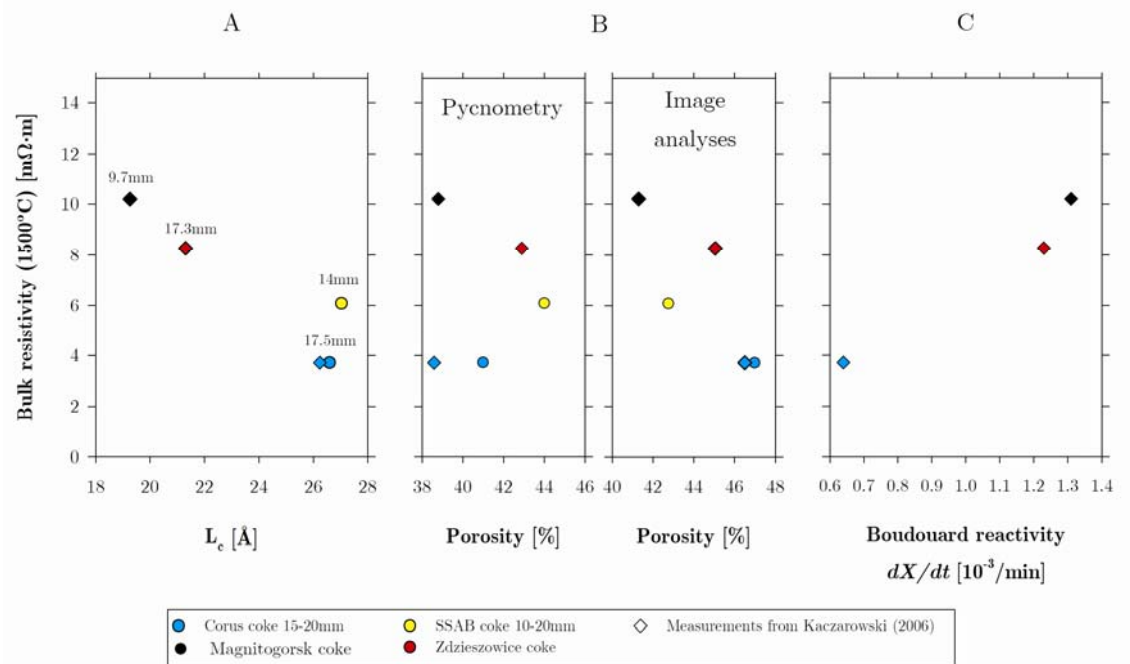 A
B
C
Bulk resistivity (1500°C) [mΩ·m]
14
12
10
8
6
4
2
0
9.7mm
17.3mm
14mm
17.5mm
18 20 22 24 26 28
L_c [Å]
Pycnometry
38 40 42 44 46
Porosity [%]
Image
analyses
40 42 44 46 48
Porosity [%]
0.6 0.7 0.8 0.9 1.0 1.1 1.2 1.3 1.4
Boudouard reactivity
dX/dt [10⁻³/min]
Corus coke 15-20mm
Magnitogorsk coke
SSAB coke 10-20mm
Zdzieszowice coke
Measurements from Kaczarowski (2006)